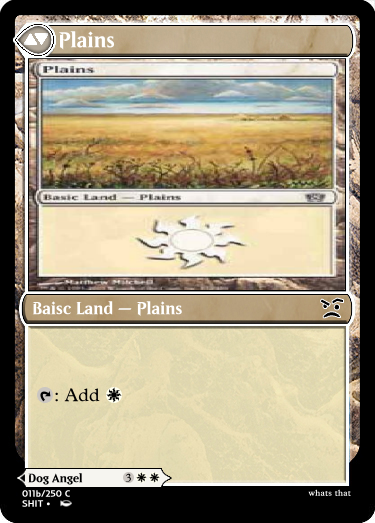 Plains
Plains
Basic Land — Plains
Matthew Mitchell
Baisc Land — Plains
: Add
Dog Angel 3
011b/250 C
SHIT •
whats that